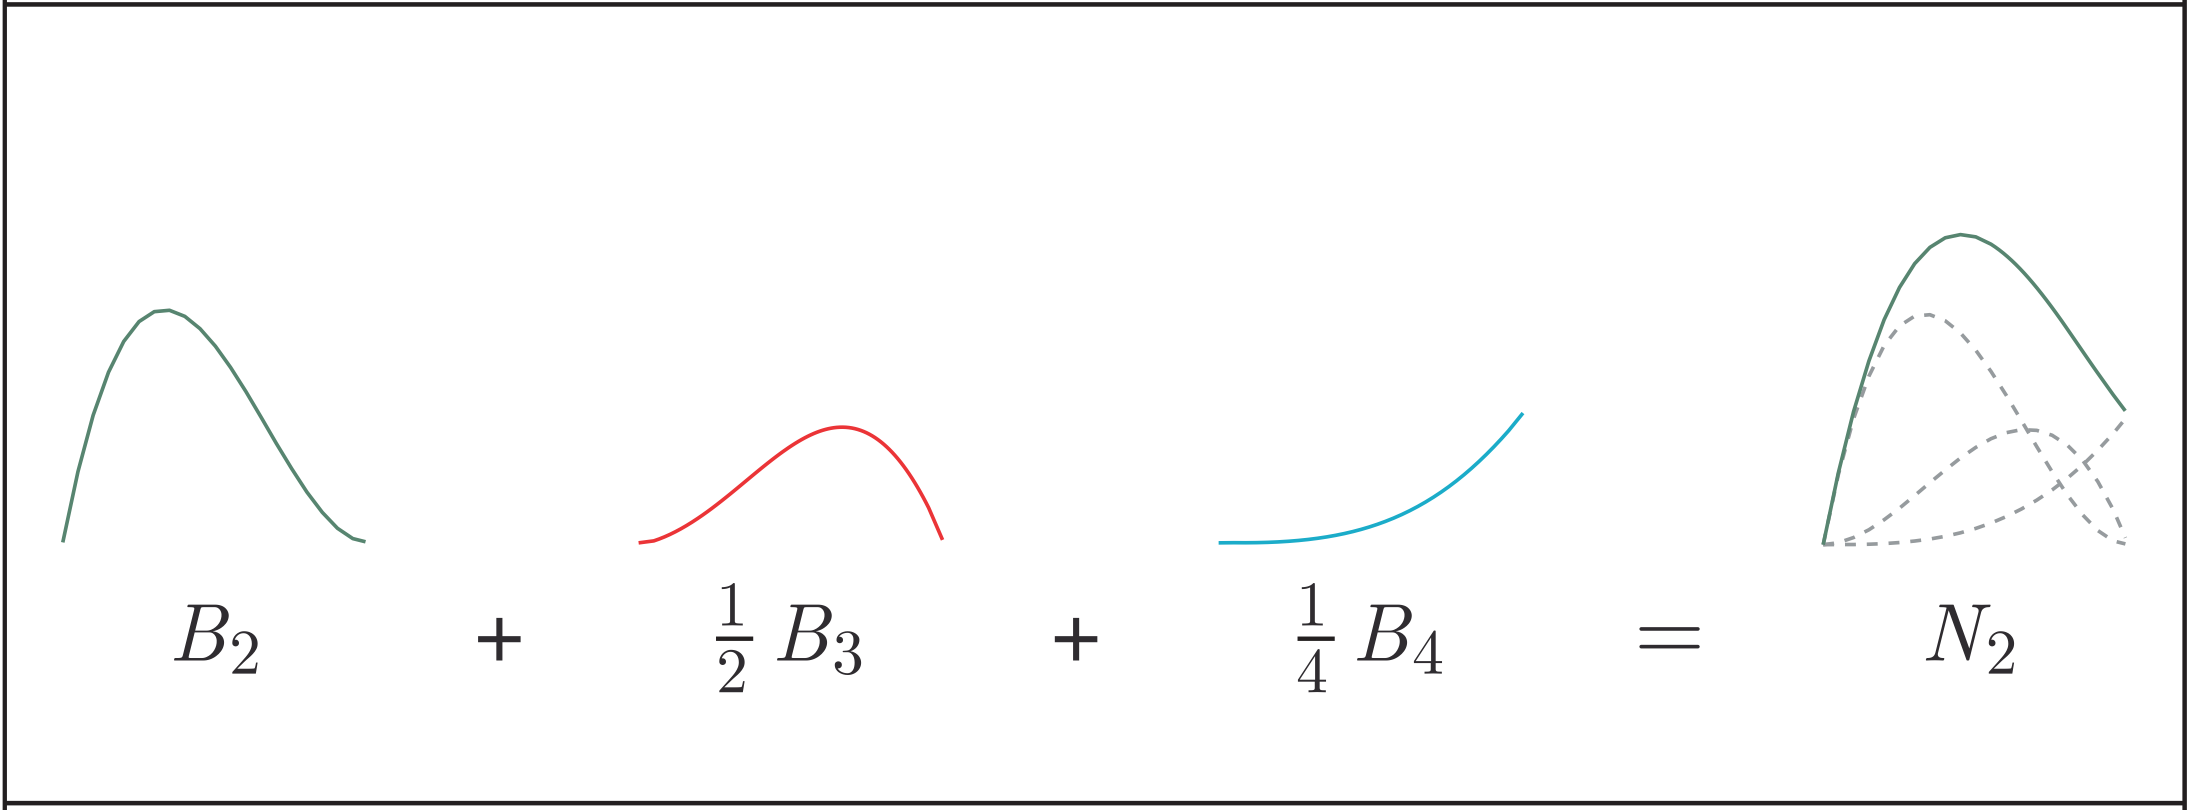 B₂ + ½ B₃ + ¼ B₄ = N₂